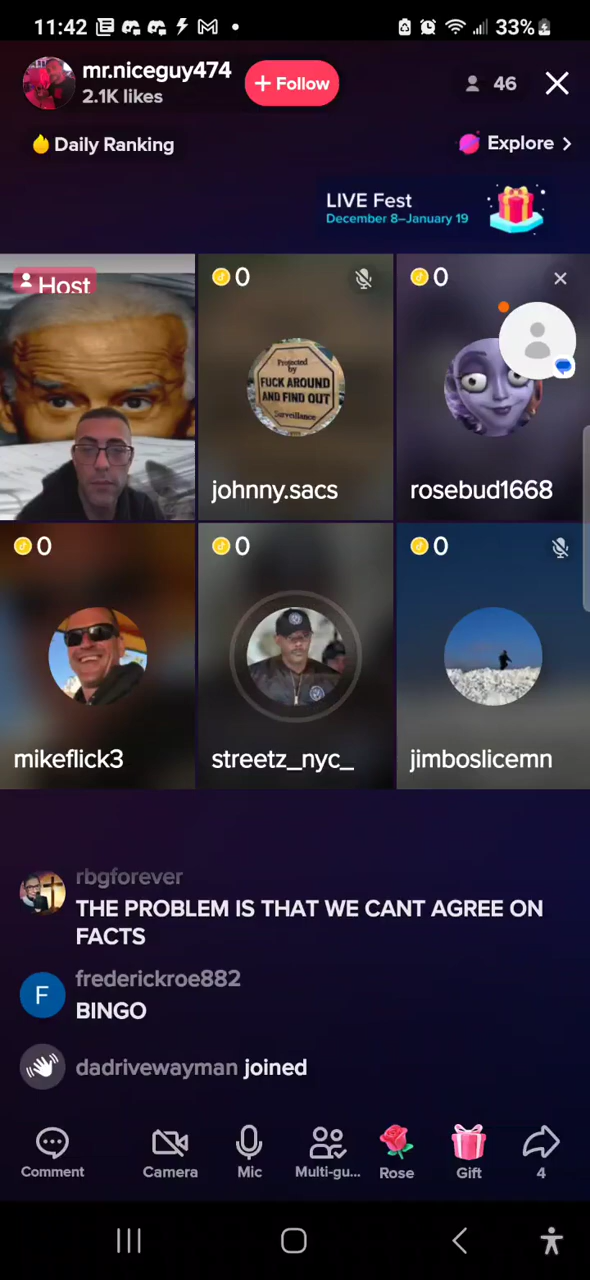 11:42
33%
mr.niceguy474
2.1K likes
+ Follow
46
Daily Ranking
Explore >
LIVE Fest
December 8–January 19
Host
0
0
Protected
by
FUCK AROUND
AND FIND OUT
Surveillance
johnny.sacs
rosebud1668
0
0
0
mikeflick3
streetz_nyc_
jimboslicemn
rbgforever
THE PROBLEM IS THAT WE CANT AGREE ON
FACTS
F
frederickroe882
BINGO
dadrivewayman joined
Comment
Camera
Mic
Multi-gu...
Rose
Gift
4